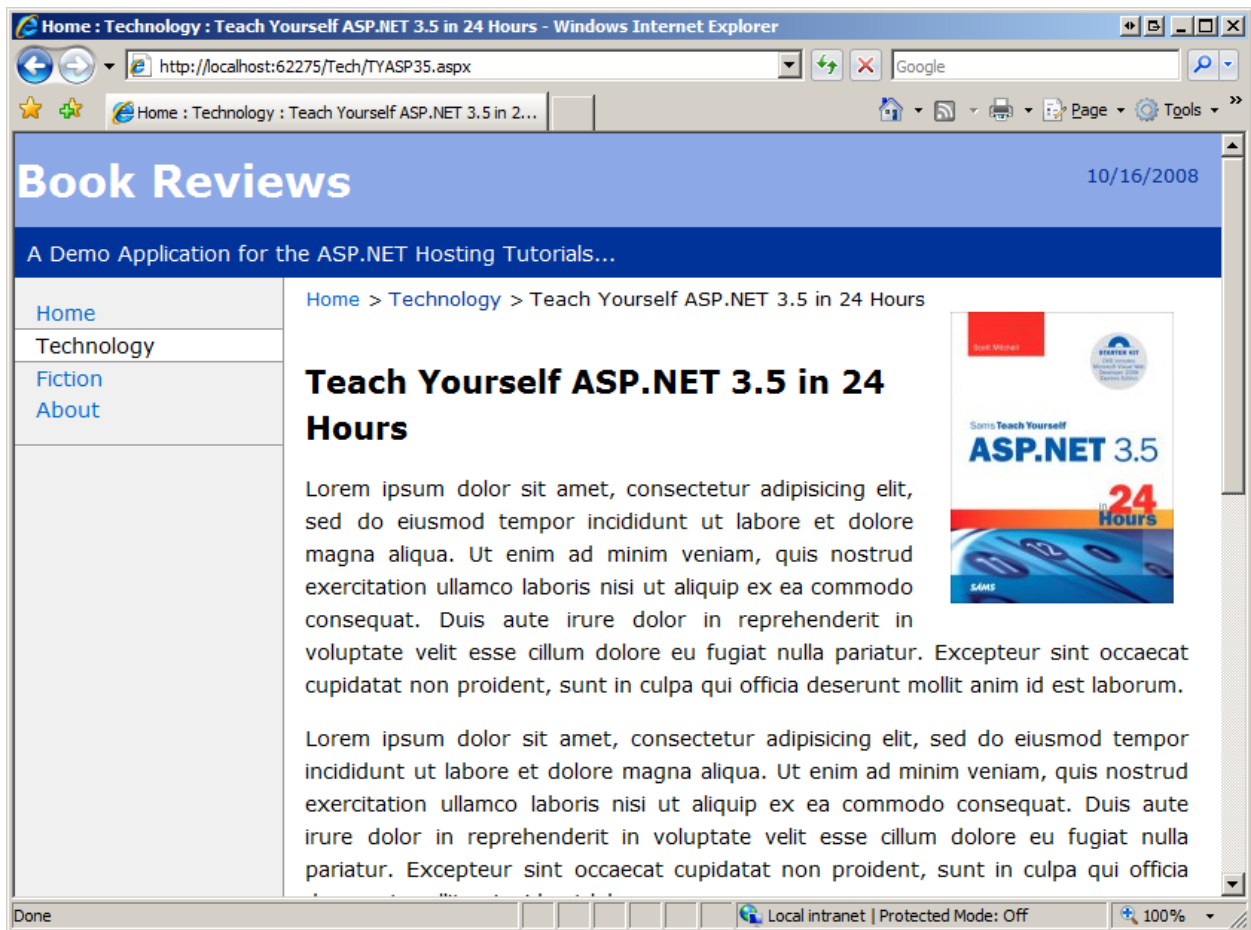 Home : Technology : Teach Yourself ASP.NET 3.5 in 24 Hours - Windows Internet Explorer
http://localhost:62275/Tech/TYASP35.aspx
Google
Home : Technology : Teach Yourself ASP.NET 3.5 in 2...
Page
Tools
Book Reviews
10/16/2008
A Demo Application for the ASP.NET Hosting Tutorials...
Home
Technology
Fiction
About
Home > Technology > Teach Yourself ASP.NET 3.5 in 24 Hours
Teach Yourself ASP.NET 3.5 in 24
Hours
Scott Mitchell
STARTER KIT
Sams Teach Yourself
ASP.NET 3.5
in 24
Hours
SAMS
Lorem ipsum dolor sit amet, consectetur adipisicing elit,
sed do eiusmod tempor incididunt ut labore et dolore
magna aliqua. Ut enim ad minim veniam, quis nostrud
exercitation ullamco laboris nisi ut aliquip ex ea commodo
consequat. Duis aute irure dolor in reprehenderit in
voluptate velit esse cillum dolore eu fugiat nulla pariatur. Excepteur sint occaecat
cupidatat non proident, sunt in culpa qui officia deserunt mollit anim id est laborum.
Lorem ipsum dolor sit amet, consectetur adipisicing elit, sed do eiusmod tempor
incididunt ut labore et dolore magna aliqua. Ut enim ad minim veniam, quis nostrud
exercitation ullamco laboris nisi ut aliquip ex ea commodo consequat. Duis aute
irure dolor in reprehenderit in voluptate velit esse cillum dolore eu fugiat nulla
pariatur. Excepteur sint occaecat cupidatat non proident, sunt in culpa qui officia
Done
Local intranet | Protected Mode: Off
100%